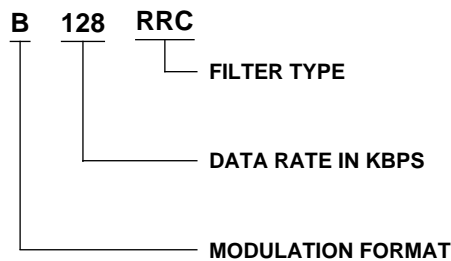 B 128 RRC
FILTER TYPE
DATA RATE IN KBPS
MODULATION FORMAT